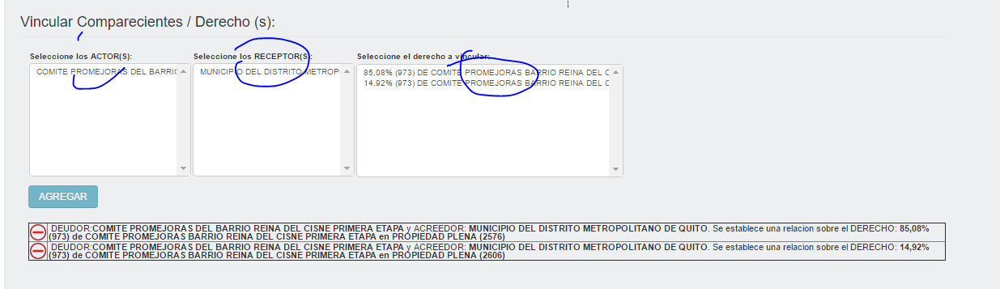 Vincular Comparecientes / Derecho (s):
Seleccione los ACTOR(S): Seleccione los RECEPTOR(S): Seleccione el derecho a vincular:
COMITE PROMEJORAS DEL BARRIO MUNICIPIO DEL DISTRITO METROP 85,08% (973) DE COMITE PROMEJORAS BARRIO REINA DEL C
14,92% (973) DE COMITE PROMEJORAS BARRIO REINA DEL C
AGREGAR
DEUDOR:COMITE PROMEJORAS DEL BARRIO REINA DEL CISNE PRIMERA ETAPA y ACREEDOR: MUNICIPIO DEL DISTRITO METROPOLITANO DE QUITO. Se establece una relacion sobre el DERECHO: 85,08%
(973) de COMITE PROMEJORAS BARRIO REINA DEL CISNE PRIMERA ETAPA en PROPIEDAD PLENA (2576)
DEUDOR:COMITE PROMEJORAS DEL BARRIO REINA DEL CISNE PRIMERA ETAPA y ACREEDOR: MUNICIPIO DEL DISTRITO METROPOLITANO DE QUITO. Se establece una relacion sobre el DERECHO: 14,92%
(973) de COMITE PROMEJORAS BARRIO REINA DEL CISNE PRIMERA ETAPA en PROPIEDAD PLENA (2606)